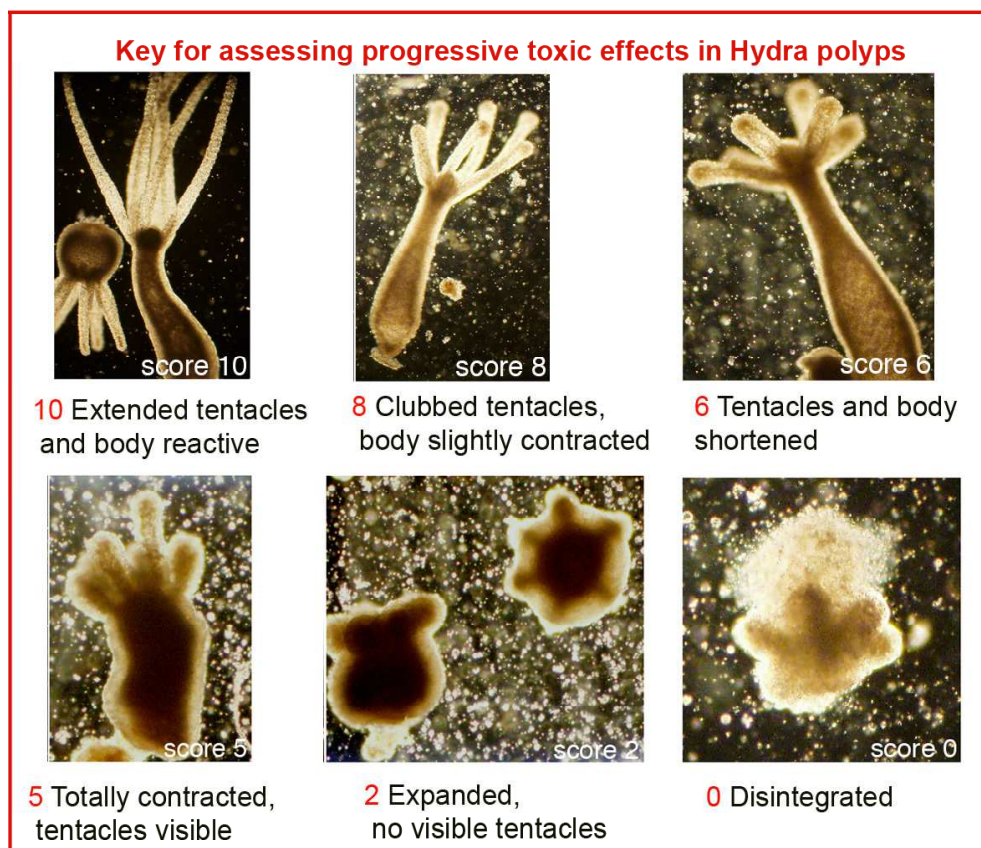 Key for assessing progressive toxic effects in Hydra polyps
score 10
score 8
score 6
10 Extended tentacles
and body reactive
8 Clubbed tentacles,
body slightly contracted
6 Tentacles and body
shortened
score 5
score 2
score 0
5 Totally contracted,
tentacles visible
2 Expanded,
no visible tentacles
0 Disintegrated